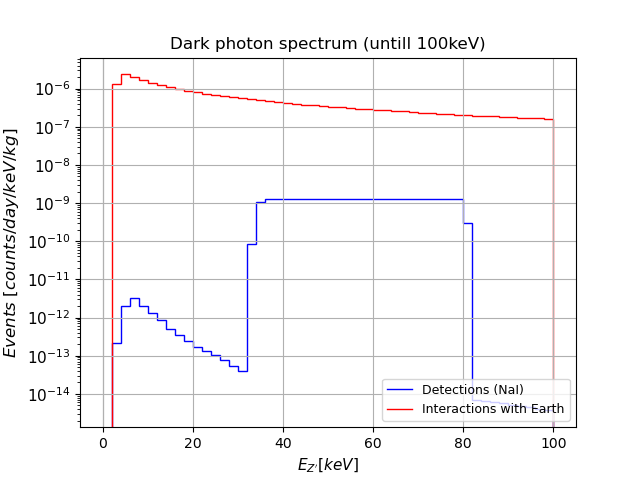 Dark photon spectrum (untill 100keV)
Events [counts/day/keV/kg]
10⁻⁶
10⁻⁷
10⁻⁸
10⁻⁹
10⁻¹⁰
10⁻¹¹
10⁻¹²
10⁻¹³
10⁻¹⁴
Detections (NaI)
Interactions with Earth
0 20 40 60 80 100
E_{Z'}[keV]